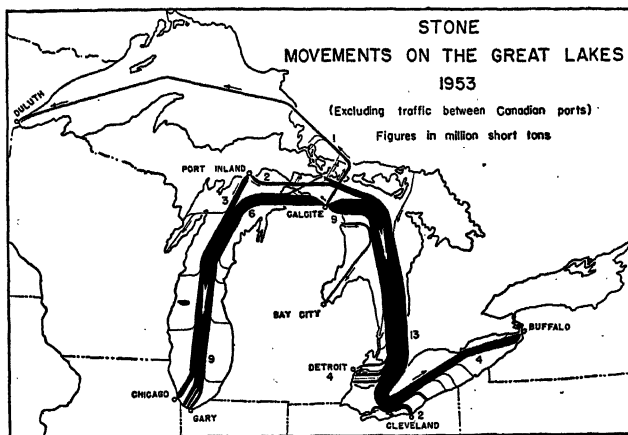 STONE
MOVEMENTS ON THE GREAT LAKES
1953
(Excluding traffic between Canadian ports)
Figures in million short tons
DULUTH
1
PORT INLAND
2
3
6
CALCITE
9
BAY CITY
13
BUFFALO
9
DETROIT
4
4
CHICAGO
GARY
2
CLEVELAND